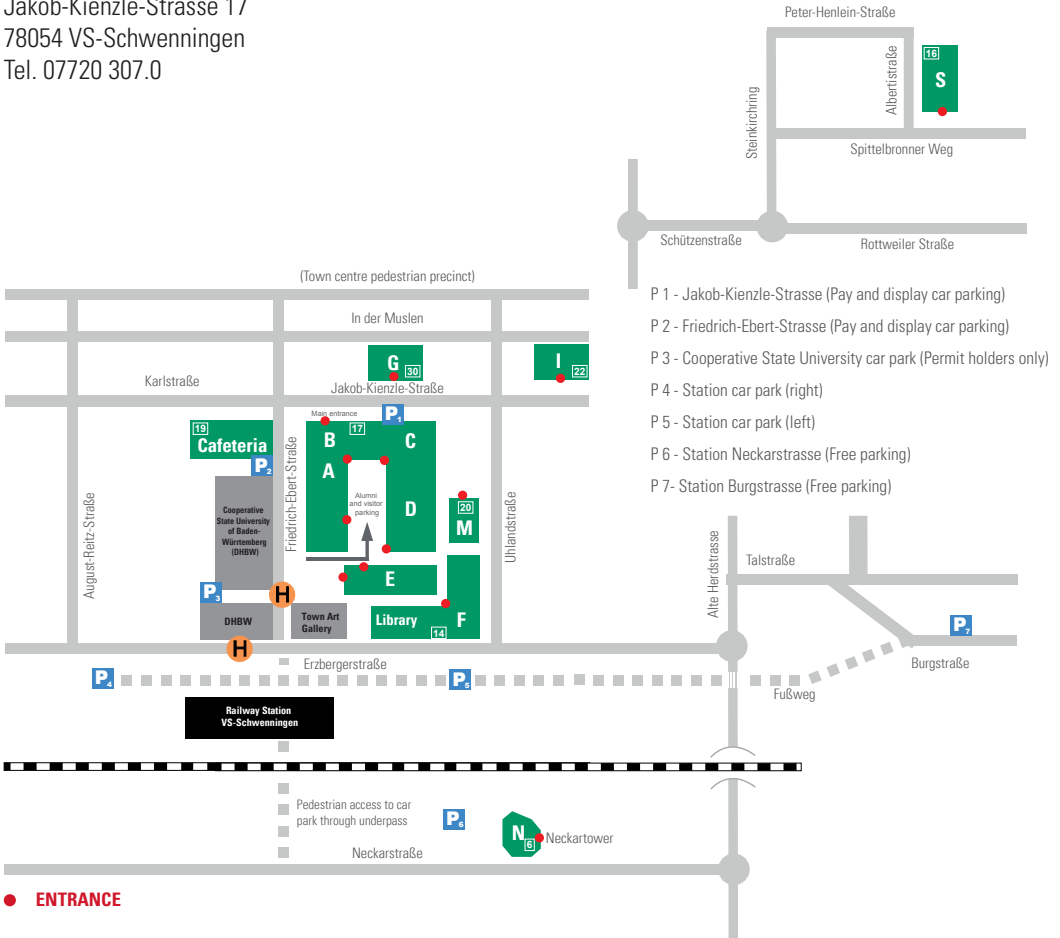 Jakob-Kienzle-Strasse 17
78054 VS-Schwenningen
Tel. 07720 307.0
Peter-Henlein-Straße
Steinkirchring
Albertistraße
16
S
Spittelbronner Weg
Schützenstraße
Rottweiler Straße
(Town centre pedestrian precinct)
In der Muslen
P 1 - Jakob-Kienzle-Strasse (Pay and display car parking)
P 2 - Friedrich-Ebert-Strasse (Pay and display car parking)
P 3 - Cooperative State University car park (Permit holders only)
P 4 - Station car park (right)
P 5 - Station car park (left)
P 6 - Station Neckarstrasse (Free parking)
P 7- Station Burgstrasse (Free parking)
G
30
I
22
Karlstraße
Jakob-Kienzle-Straße
19
Cafeteria
P2
Main entrance
P1
B
17
C
A
D
Alumni
and visitor
parking
20
M
Cooperative
State University
of Baden-
Würrtemberg
(DHBW)
August-Reitz-Straße
Friedrich-Ebert-Straße
Uhlandstraße
E
P3
H
DHBW
Town Art
Gallery
Library
14
F
H
Erzbergerstraße
Alte Herdstrasse
Talstraße
P7
Burgstraße
Fußweg
P4
P5
Railway Station
VS-Schwenningen
Pedestrian access to car
park through underpass
P6
N
6
Neckartower
Neckarstraße
ENTRANCE